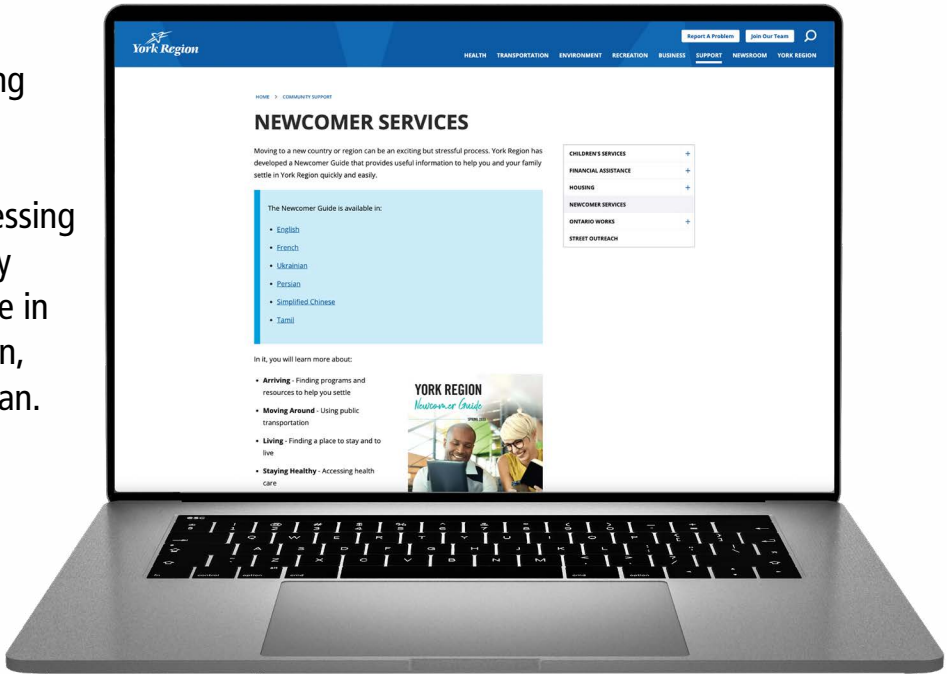 ng
essing
y
e in
n,
an.
York Region
Report A Problem
Join Our Team
HEALTH TRANSPORTATION ENVIRONMENT RECREATION BUSINESS SUPPORT NEWSROOM YORK REGION
HOME > COMMUNITY SUPPORT
NEWCOMER SERVICES
Moving to a new country or region can be an exciting but stressful process. York Region has
developed a Newcomer Guide that provides useful information to help you and your family
settle in York Region quickly and easily.
The Newcomer Guide is available in:
• English
• French
• Ukrainian
• Persian
• Simplified Chinese
• Tamil
In it, you will learn more about:
• Arriving - Finding programs and
resources to help you settle
• Moving Around - Using public
transportation
• Living - Finding a place to stay and to
live
• Staying Healthy - Accessing health
care
YORK REGION
Newcomer Guide
CHILDREN'S SERVICES +
FINANCIAL ASSISTANCE +
HOUSING +
NEWCOMER SERVICES
ONTARIO WORKS +
STREET OUTREACH